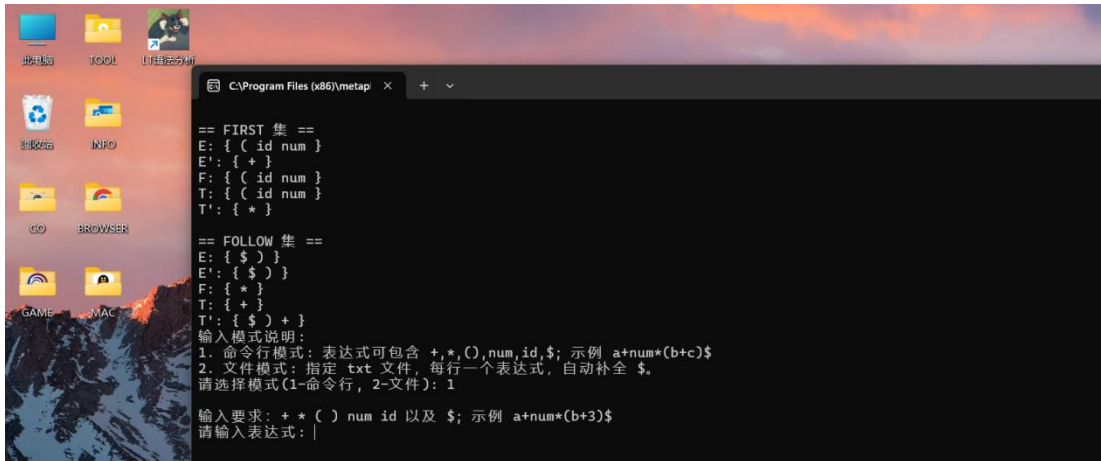 此电脑
TOOL
LT语法分析
回收站
INFO
CO
BROWSER
GAME
MAC
C:\Program Files (x86)\metap
== FIRST 集 ==
E: { ( id num }
E': { + }
F: { ( id num }
T: { ( id num }
T': { * }
== FOLLOW 集 ==
E: { $ ) }
E': { $ ) }
F: { * }
T: { + }
T': { $ ) + }
输入模式说明:
1. 命令行模式: 表达式可包含 +,*,(),num,id,$; 示例 a+num*(b+c)$
2. 文件模式: 指定 txt 文件, 每行一个表达式, 自动补全 $。
请选择模式(1-命令行, 2-文件): 1
输入要求: + * ( ) num id 以及 $; 示例 a+num*(b+3)$
请输入表达式: